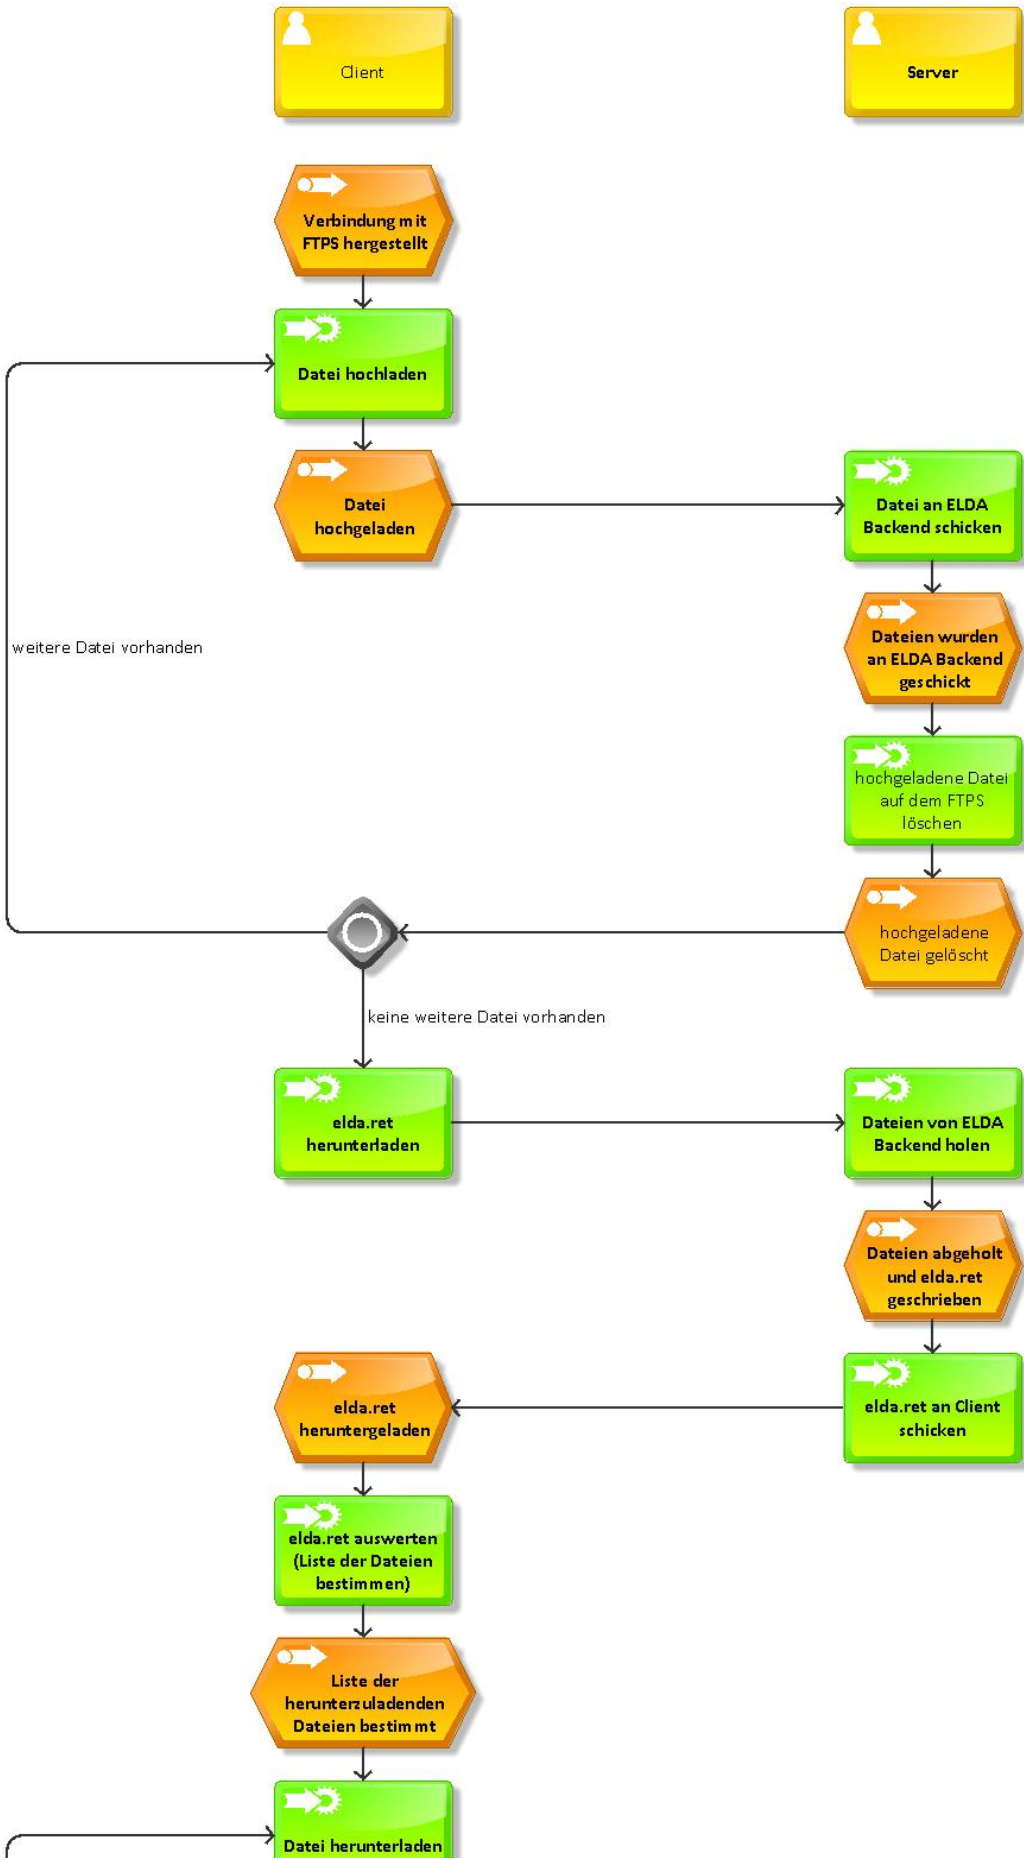 Client
Server
Verbindung mit
FTPS hergestellt
Datei hochladen
Datei
hochgeladen
Datei an ELDA
Backend schicken
Dateien wurden
an ELDA Backend
geschickt
weitere Datei vorhanden
hochgeladene Datei
auf dem FTPS
löschen
hochgeladene
Datei gelöscht
keine weitere Datei vorhanden
elda.ret
herunterladen
Dateien von ELDA
Backend holen
Dateien abgeholt
und elda.ret
geschrieben
elda.ret an Client
schicken
elda.ret
heruntergeladen
elda.ret auswerten
(Liste der Dateien
bestimmen)
Liste der
herunterzuladenden
Dateien bestimmt
Datei herunterladen